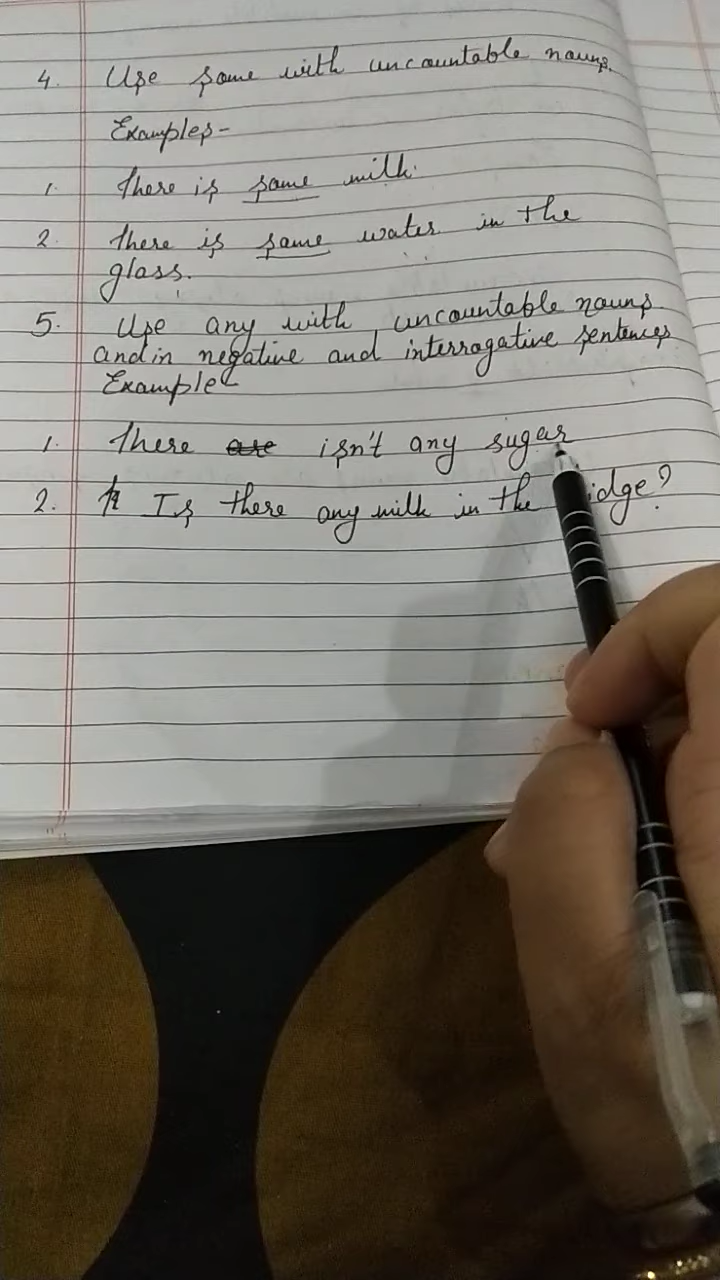 4. Use some with uncountable nouns.
Examples-
1. There is some milk.
2. There is some water in the
glass.
5. Use any with uncountable nouns
and in negative and interrogative sentences
Example
1. There are isn't any sugar
2. Is there any milk in the idge?